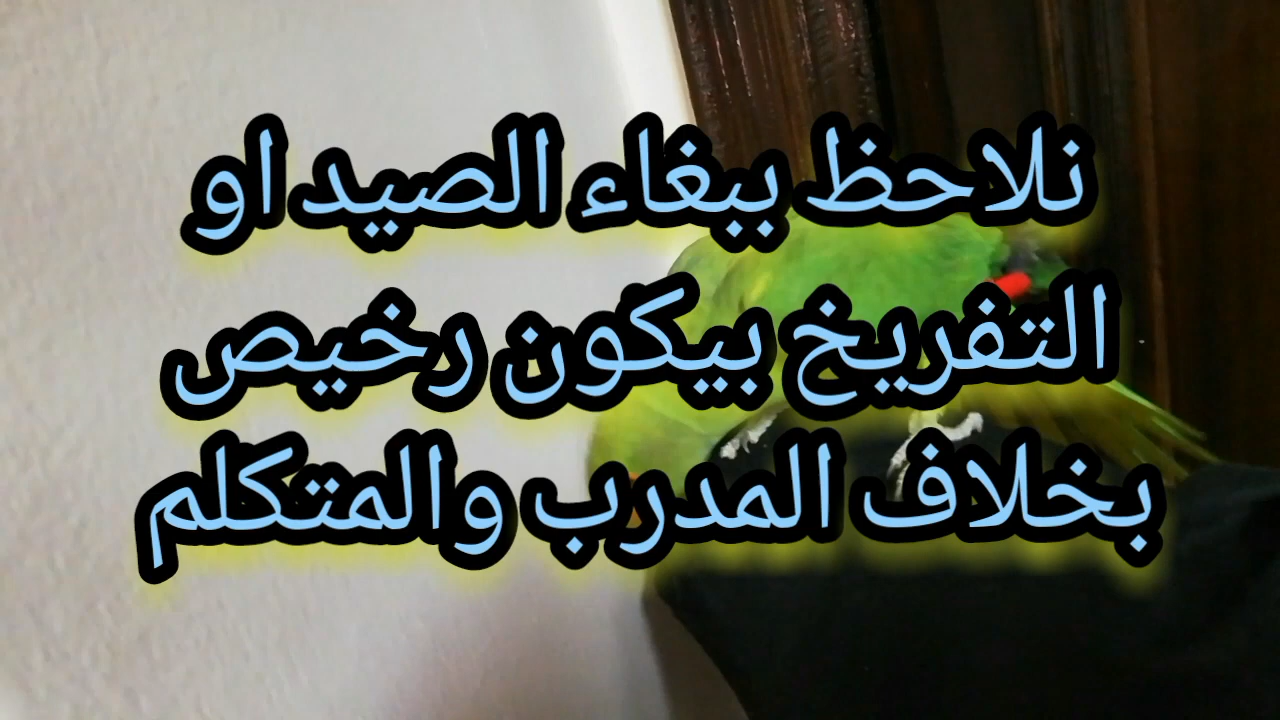 نلاحظ ببغاء الصيد او
التفريخ بيكون رخيص
بخلاف المدرب والمتكلم